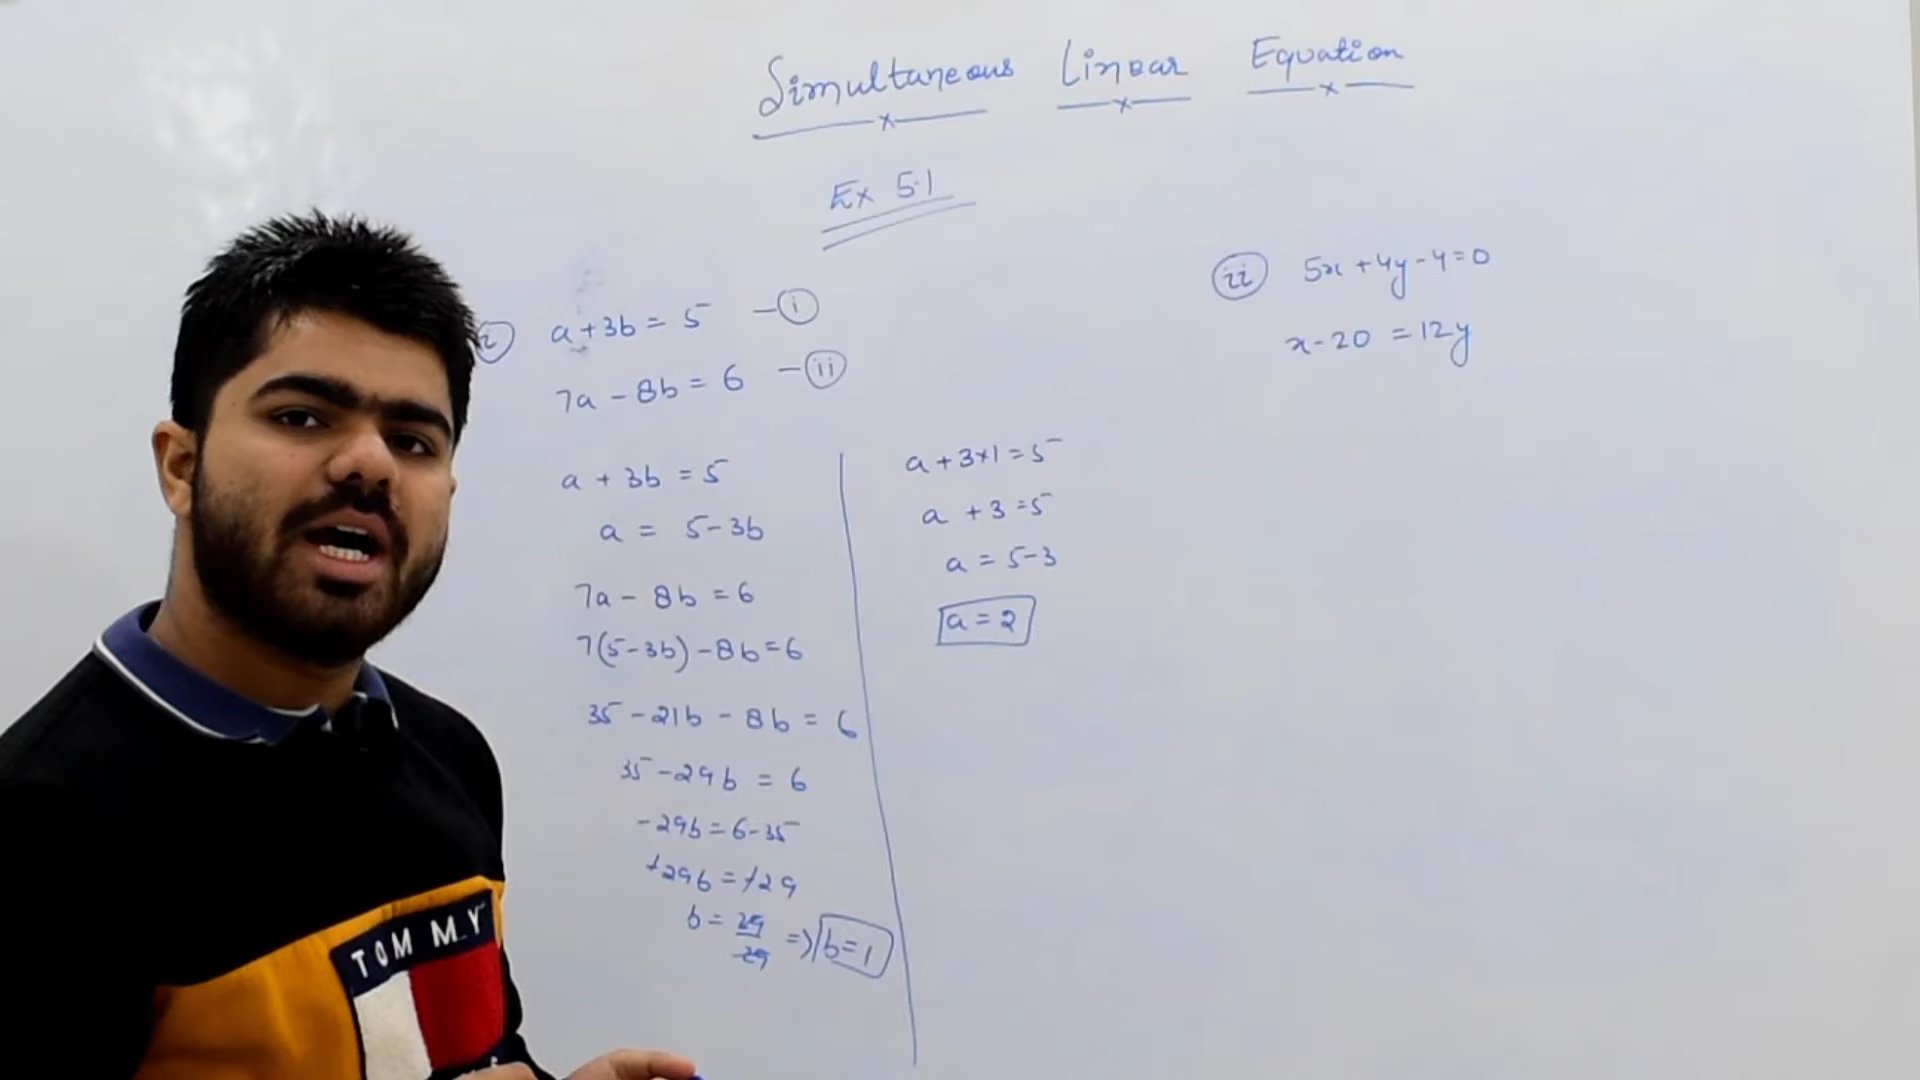 Simultaneous Linear Equation
Ex 5.1
i a + 3b = 5 - i
7a - 8b = 6 - ii
a + 3b = 5
a = 5 - 3b
7a - 8b = 6
7(5-3b) - 8b = 6
35 - 21b - 8b = 6
35 - 29b = 6
-29b = 6 - 35
+29b = +29
b = 29/29 => b = 1
a + 3×1 = 5
a + 3 = 5
a = 5-3
a = 2
ii 5x + 4y - 4 = 0
x - 20 = 12y
TOMMY